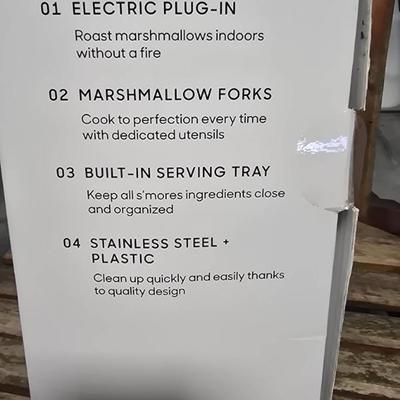 01 ELECTRIC PLUG-IN
Roast marshmallows indoors
without a fire
02 MARSHMALLOW FORKS
Cook to perfection every time
with dedicated utensils
03 BUILT-IN SERVING TRAY
Keep all s'mores ingredients close
and organized
04 STAINLESS STEEL +
PLASTIC
Clean up quickly and easily thanks
to quality design